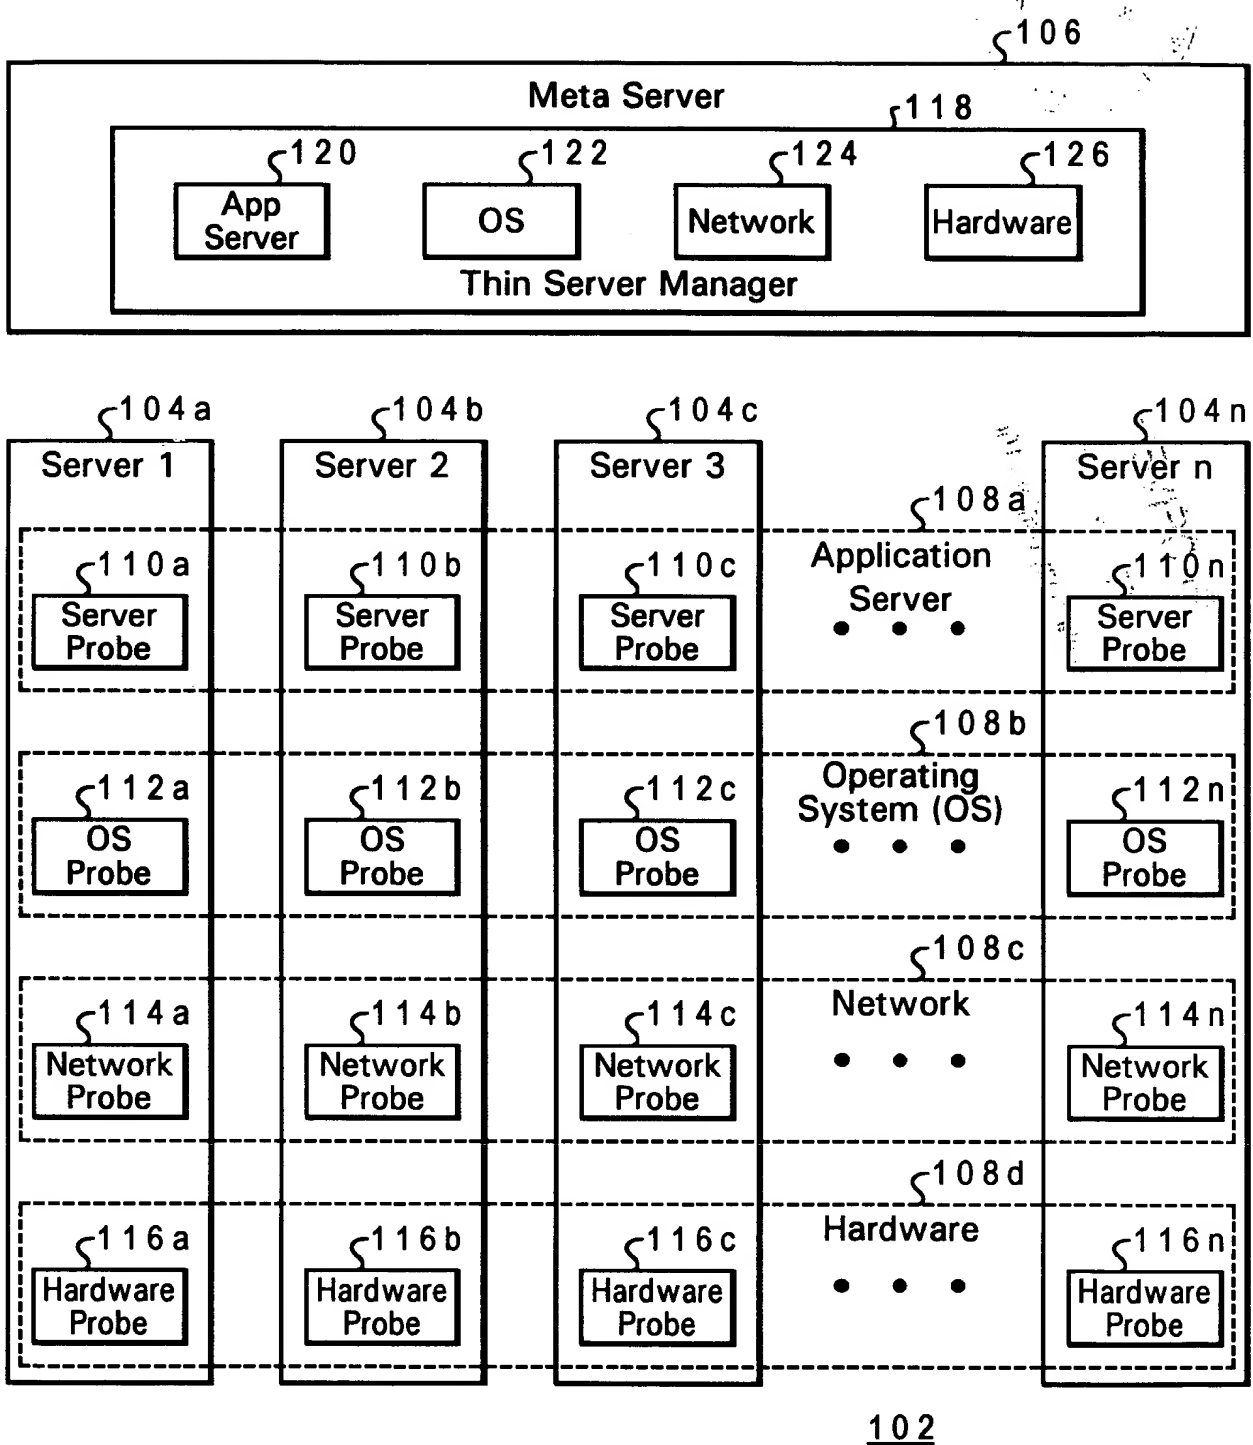 106
Meta Server
118
120 122 124 126
App Server OS Network Hardware
Thin Server Manager
104a 104b 104c 104n
Server 1 Server 2 Server 3 Server n
108a
Application
Server
110a 110b 110c 110n
Server Probe Server Probe Server Probe Server Probe
108b
Operating
System (OS)
112a 112b 112c 112n
OS Probe OS Probe OS Probe OS Probe
108c
Network
114a 114b 114c 114n
Network Probe Network Probe Network Probe Network Probe
108d
Hardware
116a 116b 116c 116n
Hardware Probe Hardware Probe Hardware Probe Hardware Probe
102